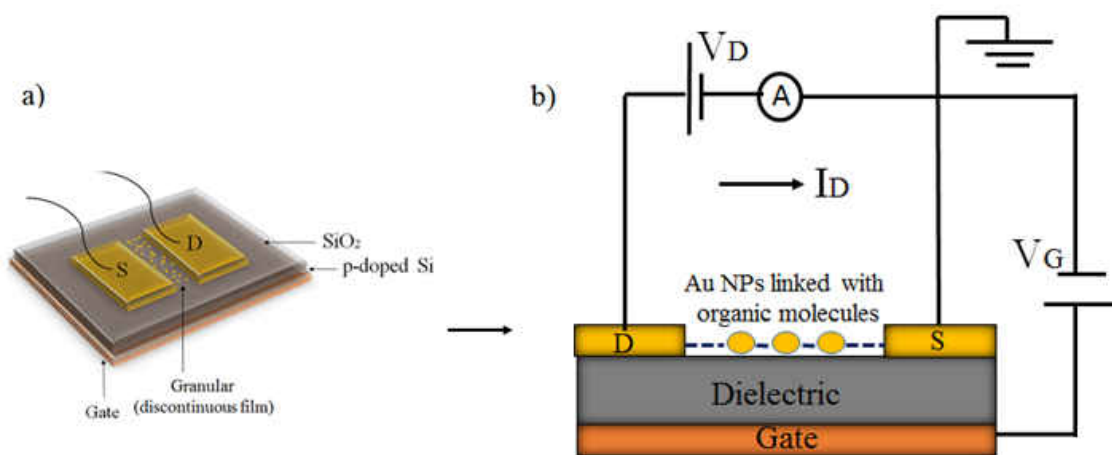 a)
S
D
SiO₂
p-doped Si
Granular
(discontinuous film)
Gate
b)
VD
A
ID
VG
Au NPs linked with
organic molecules
D
S
Dielectric
Gate